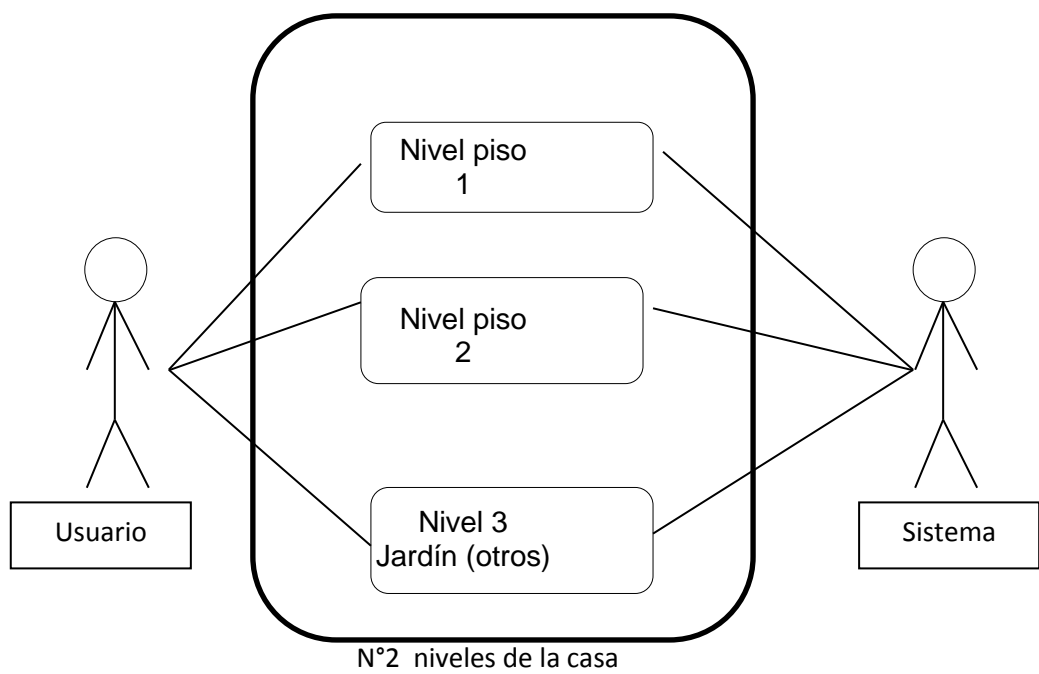 Nivel piso
1
Nivel piso
2
Nivel 3
Jardín (otros)
Usuario
Sistema
N°2 niveles de la casa